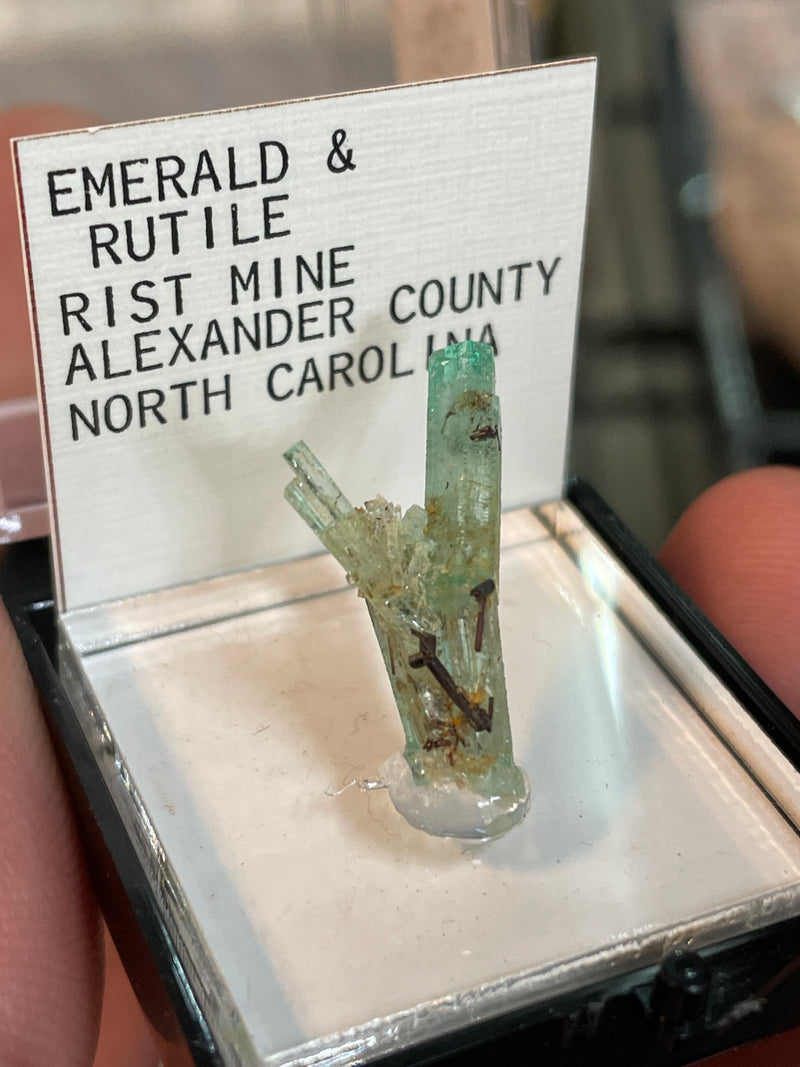 EMERALD &
RUTILE
RIST MINE
ALEXANDER COUNTY
NORTH CAROLINA